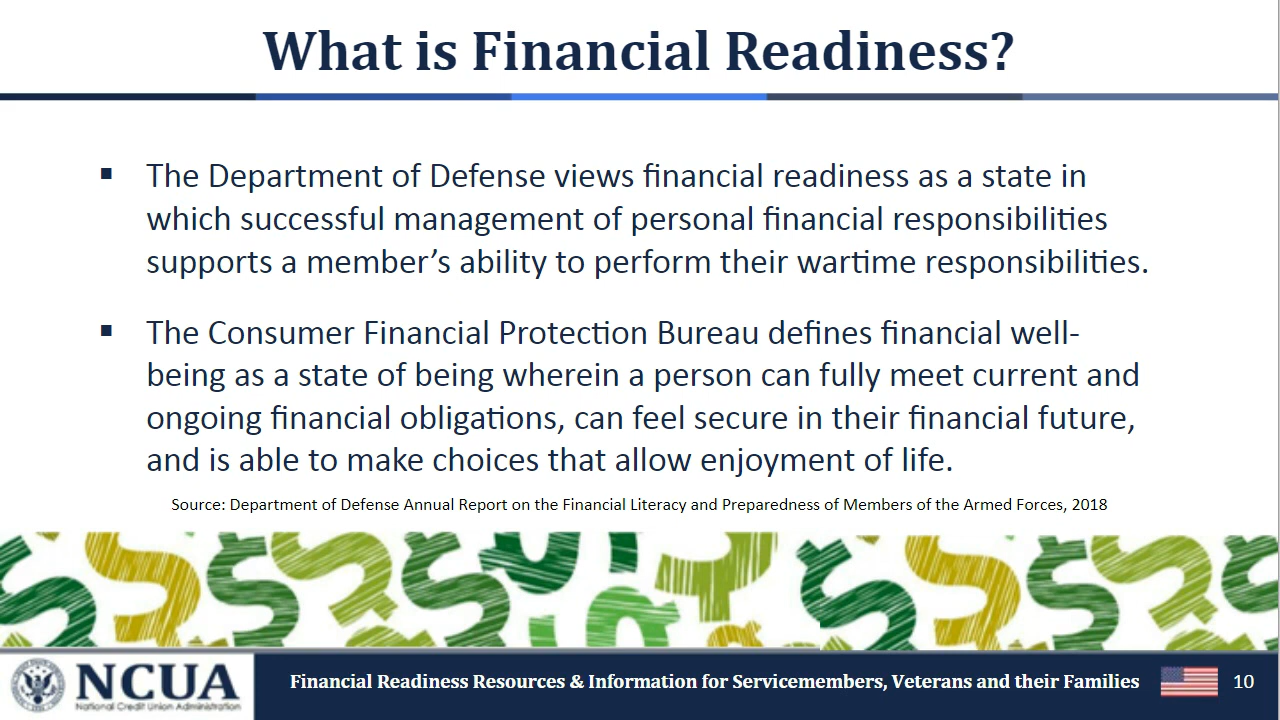 What is Financial Readiness?
▪ The Department of Defense views financial readiness as a state in
which successful management of personal financial responsibilities
supports a member’s ability to perform their wartime responsibilities.
▪ The Consumer Financial Protection Bureau defines financial well-
being as a state of being wherein a person can fully meet current and
ongoing financial obligations, can feel secure in their financial future,
and is able to make choices that allow enjoyment of life.
Source: Department of Defense Annual Report on the Financial Literacy and Preparedness of Members of the Armed Forces, 2018
NCUA
National Credit Union Administration
Financial Readiness Resources & Information for Servicemembers, Veterans and their Families
10